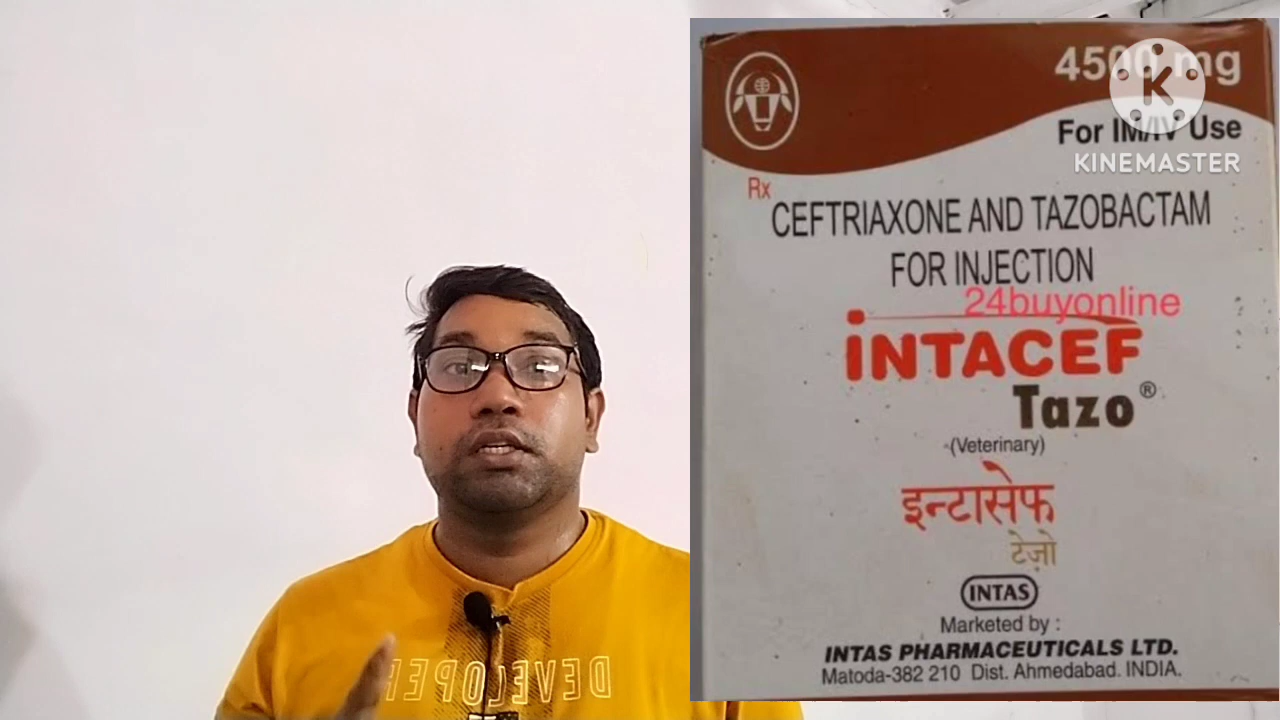 4500 mg
For IM/IV Use
K
KINEMASTER
Rx
CEFTRIAXONE AND TAZOBACTAM
FOR INJECTION
24buyonline
INTACEF
Tazo®
(Veterinary)
इन्टासेफ
टेज़ो
INTAS
Marketed by :
INTAS PHARMACEUTICALS LTD.
Matoda-382 210 Dist. Ahmedabad. INDIA.
DEVELOPER